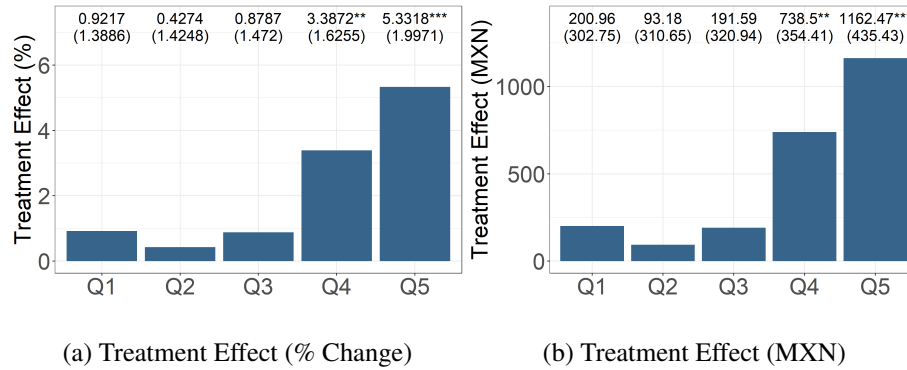 0.9217 0.4274 0.8787 3.3872** 5.3318***
(1.3886) (1.4248) (1.472) (1.6255) (1.9971)
Treatment Effect (%)
6
4
2
0
Q1 Q2 Q3 Q4 Q5
(a) Treatment Effect (% Change)
200.96 93.18 191.59 738.5** 1162.47**
(302.75) (310.65) (320.94) (354.41) (435.43)
Treatment Effect (MXN)
1000
500
0
Q1 Q2 Q3 Q4 Q5
(b) Treatment Effect (MXN)